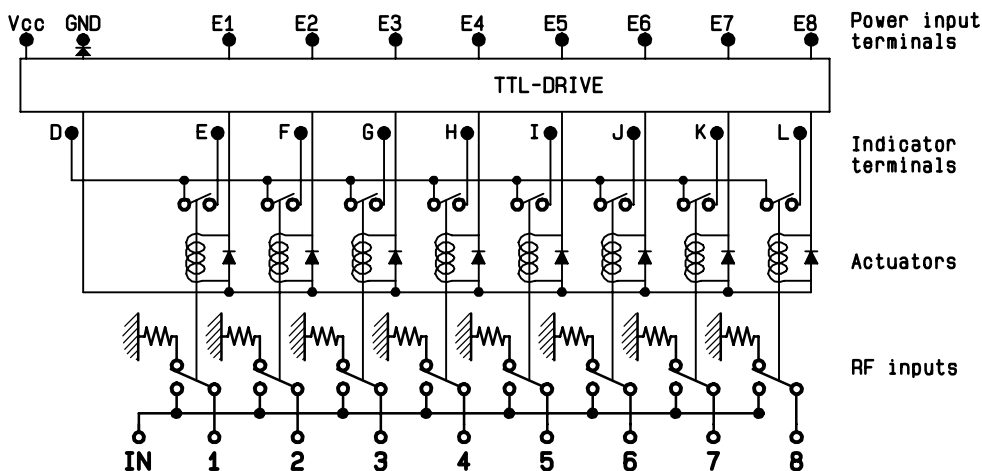 Vcc GND E1 E2 E3 E4 E5 E6 E7 E8 Power input
terminals
TTL-DRIVE
D E F G H I J K L
Indicator
terminals
Actuators
RF inputs
IN 1 2 3 4 5 6 7 8